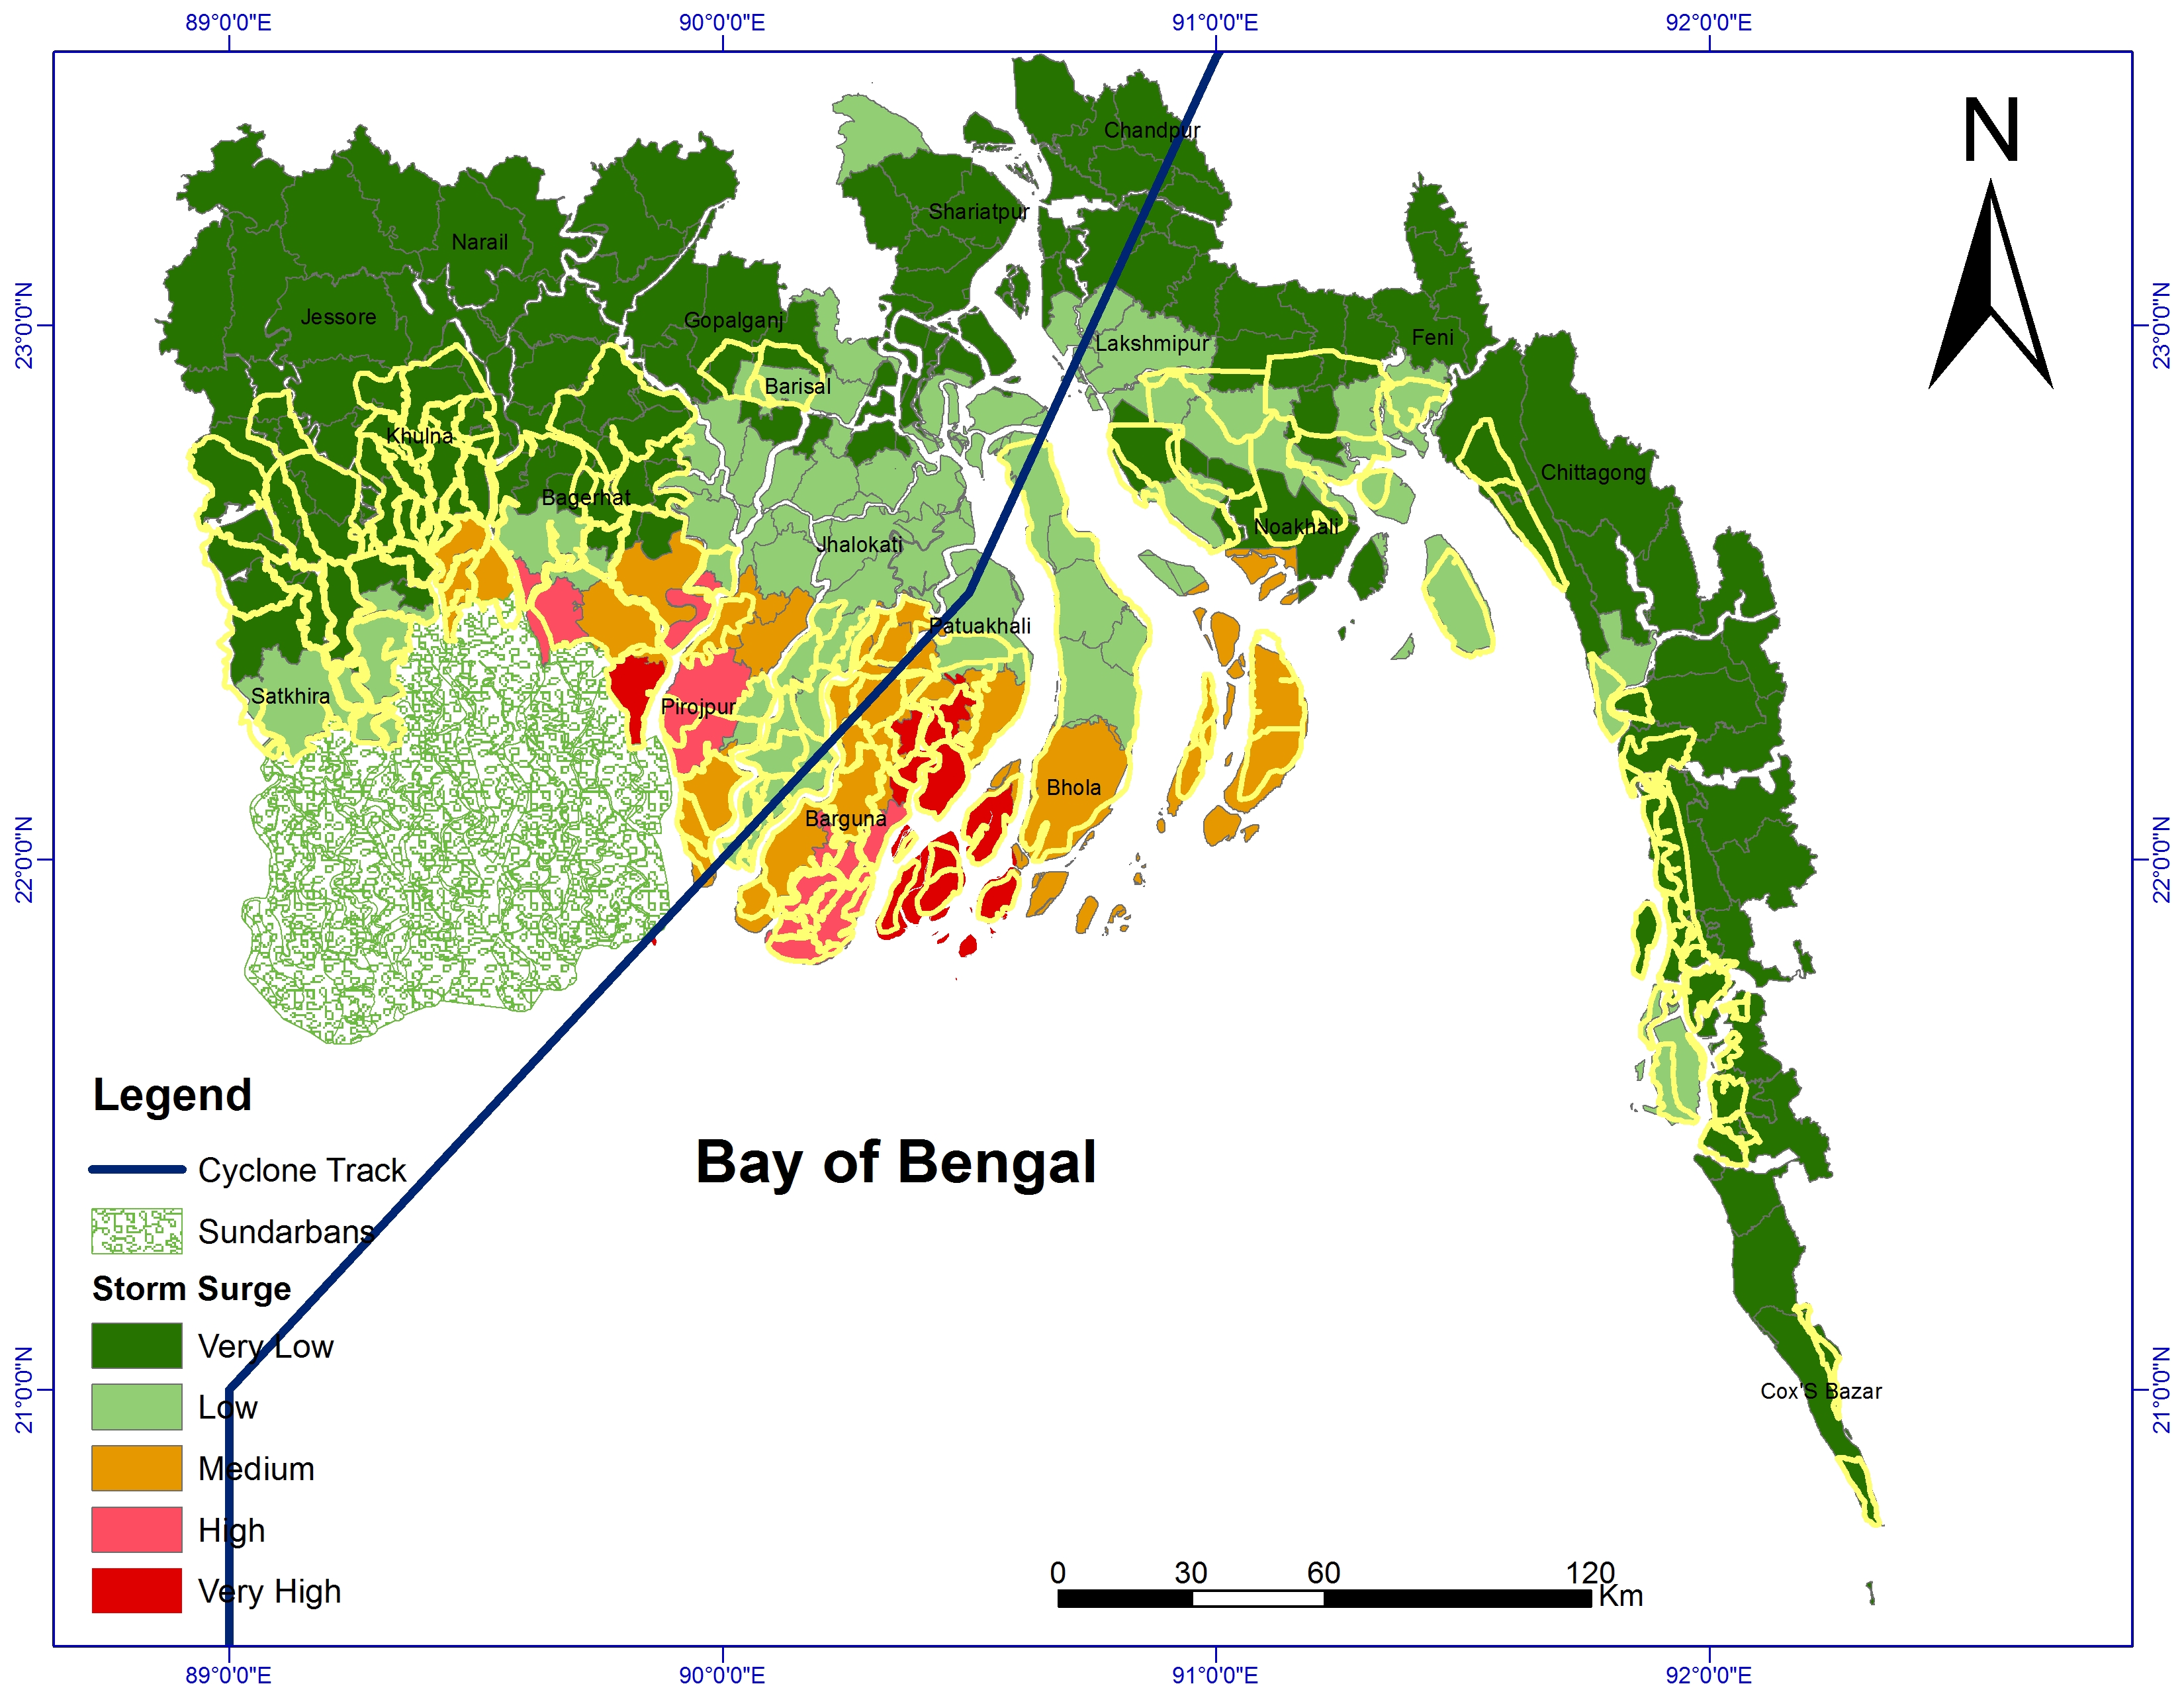 89°0'0"E 90°0'0"E 91°0'0"E 92°0'0"E
N
Chandpur
Shariatpur
Narail
23°0'0"N
23°0'0"N
Jessore
Gopalganj
Feni
Lakshmipur
Barisal
Khulna
Chittagong
Bagerhat
Noakhali
Jhalokati
Patuakhali
Satkhira
Pirojpur
Bhola
Barguna
22°0'0"N
22°0'0"N
Bay of Bengal
Legend
Cyclone Track
Sundarbans
Storm Surge
Very Low
Low
Medium
High
Very High
21°0'0"N
21°0'0"N
Cox'S Bazar
0 30 60 120
Km
89°0'0"E 90°0'0"E 91°0'0"E 92°0'0"E